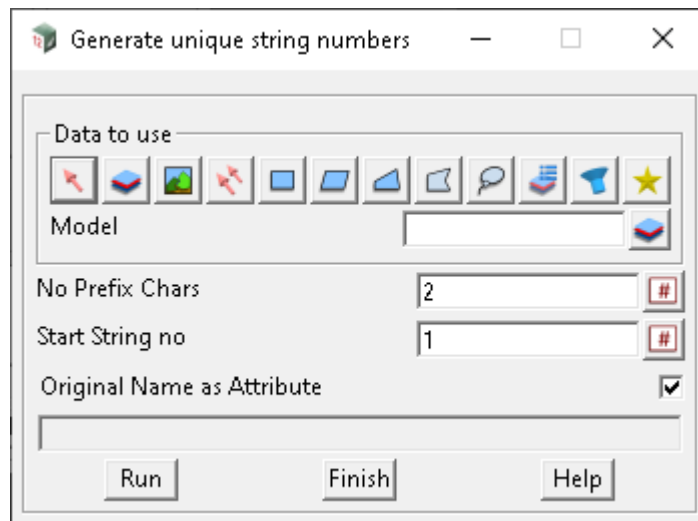 Generate unique string numbers
Data to use
Model
No Prefix Chars 2 #
Start String no 1 #
Original Name as Attribute
Run Finish Help